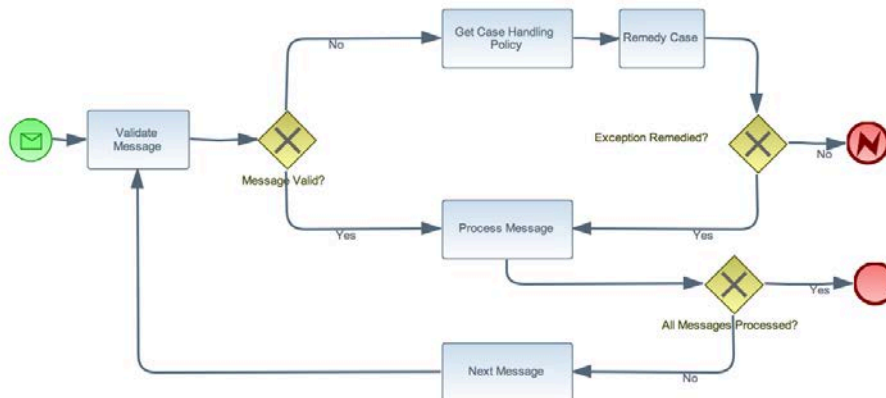 No
Get Case Handling
Policy
Remedy Case
Validate
Message
Exception Remedied?
No
Message Valid?
Yes
Process Message
Yes
Yes
All Messages Processed?
Next Message
No